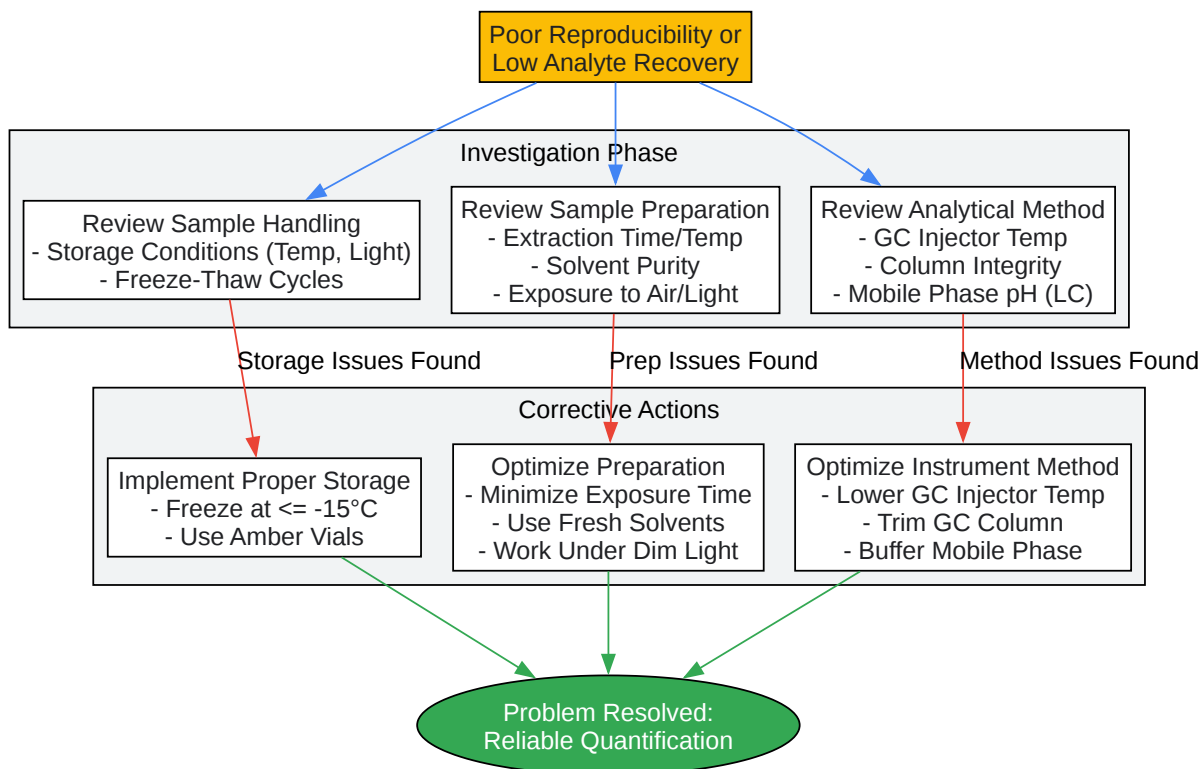 Poor Reproducibility or
Low Analyte Recovery
Investigation Phase
Review Sample Handling
- Storage Conditions (Temp, Light)
- Freeze-Thaw Cycles
Review Sample Preparation
- Extraction Time/Temp
- Solvent Purity
- Exposure to Air/Light
Review Analytical Method
- GC Injector Temp
- Column Integrity
- Mobile Phase pH (LC)
Storage Issues Found
Prep Issues Found
Method Issues Found
Corrective Actions
Implement Proper Storage
- Freeze at <= -15°C
- Use Amber Vials
Optimize Preparation
- Minimize Exposure Time
- Use Fresh Solvents
- Work Under Dim Light
Optimize Instrument Method
- Lower GC Injector Temp
- Trim GC Column
- Buffer Mobile Phase
Problem Resolved:
Reliable Quantification